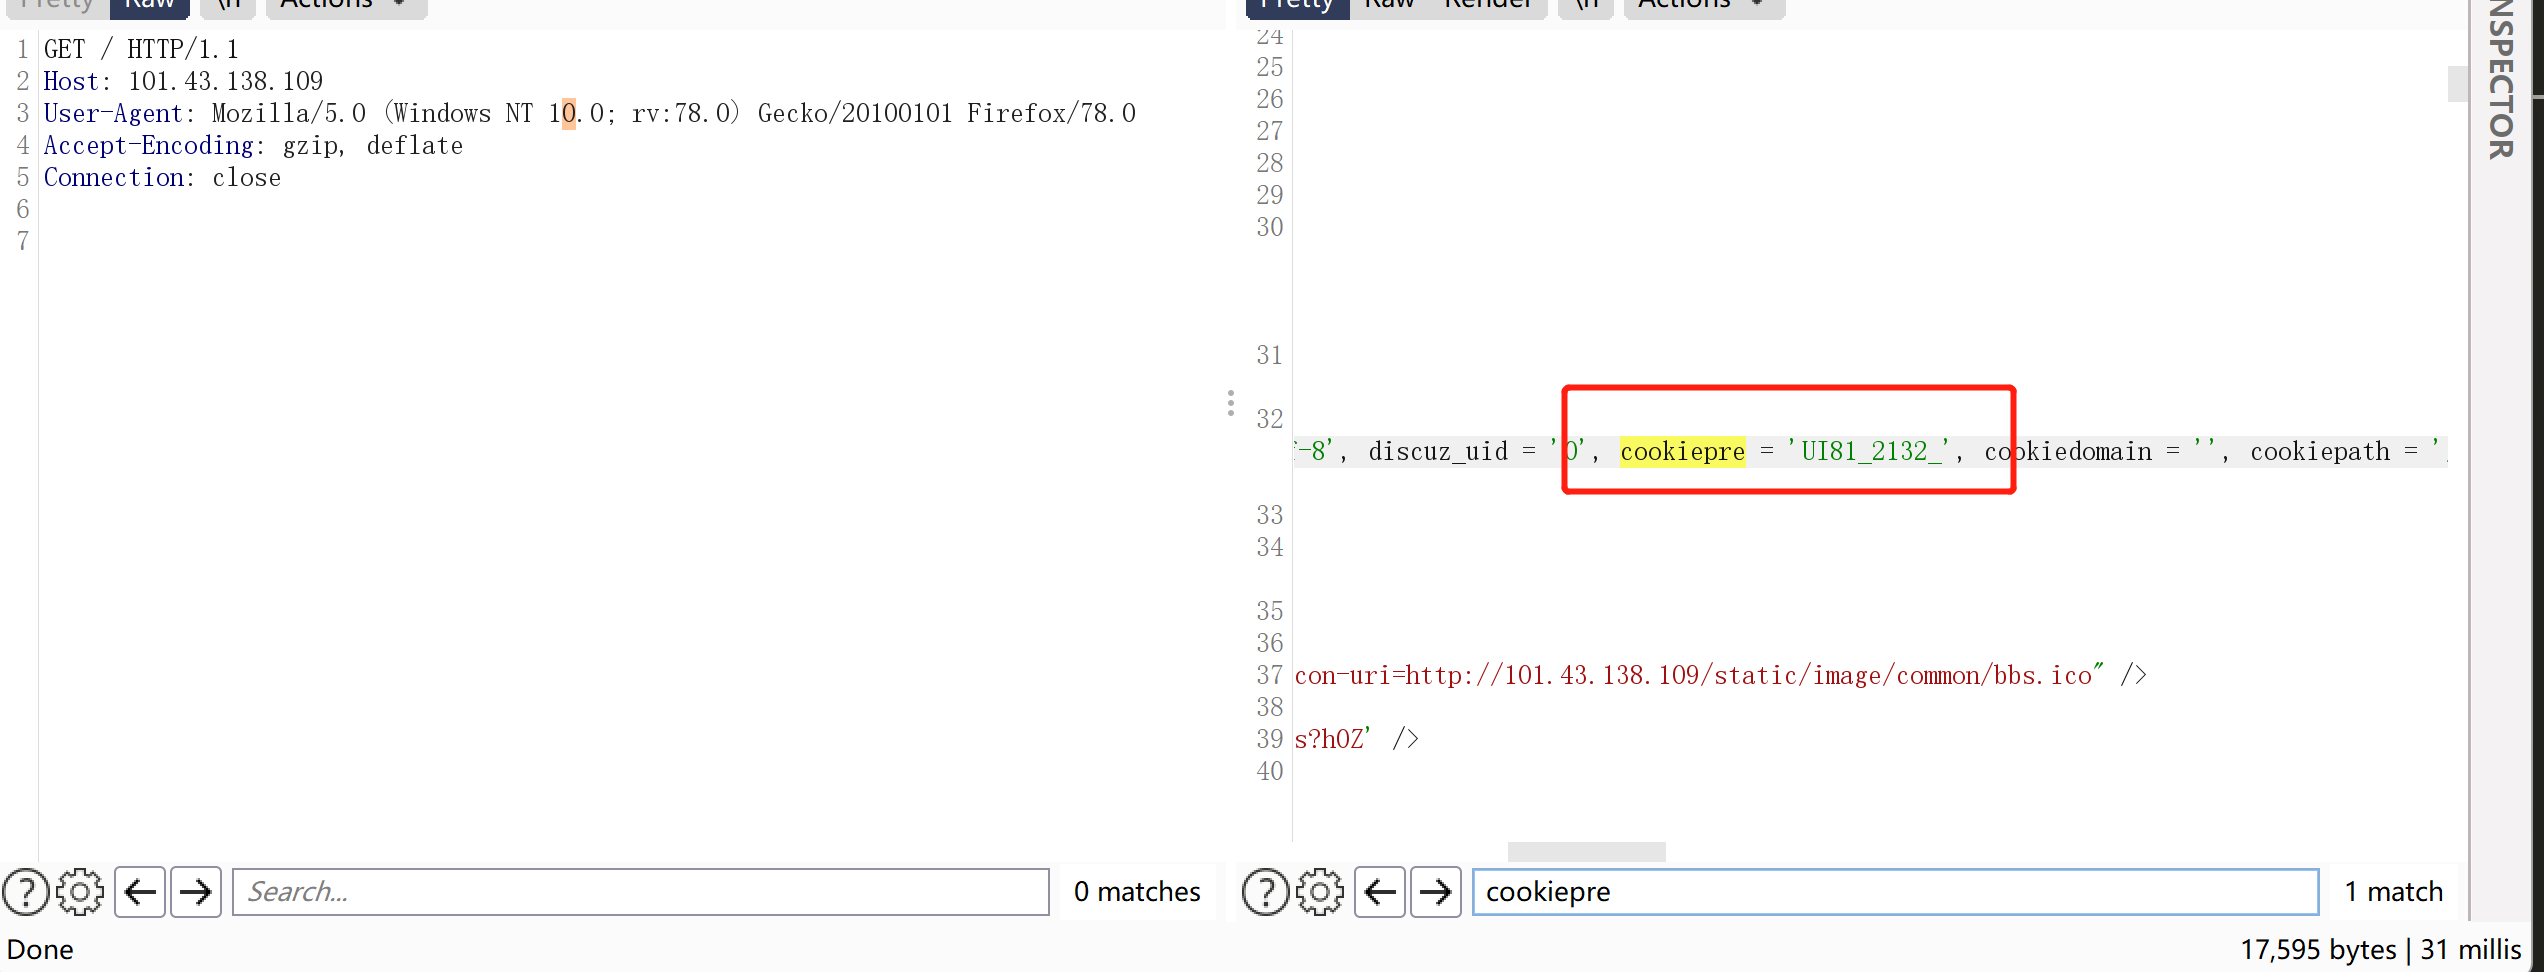 Pretty Raw \n Actions
1 GET / HTTP/1.1
2 Host: 101.43.138.109
3 User-Agent: Mozilla/5.0 (Windows NT 10.0; rv:78.0) Gecko/20100101 Firefox/78.0
4 Accept-Encoding: gzip, deflate
5 Connection: close
6
7
Search...
0 matches
Done
Pretty Raw Render \n Actions
24
25
26
27
28
29
30
31
32
f-8', discuz_uid = '0', cookiepre = 'UI81_2132_', cookiedomain = '', cookiepath = '
33
34
35
36
37 con-uri=http://101.43.138.109/static/image/common/bbs.ico" />
38
39 s?h0Z' />
40
cookiepre
1 match
17,595 bytes | 31 millis
NSPECTOR